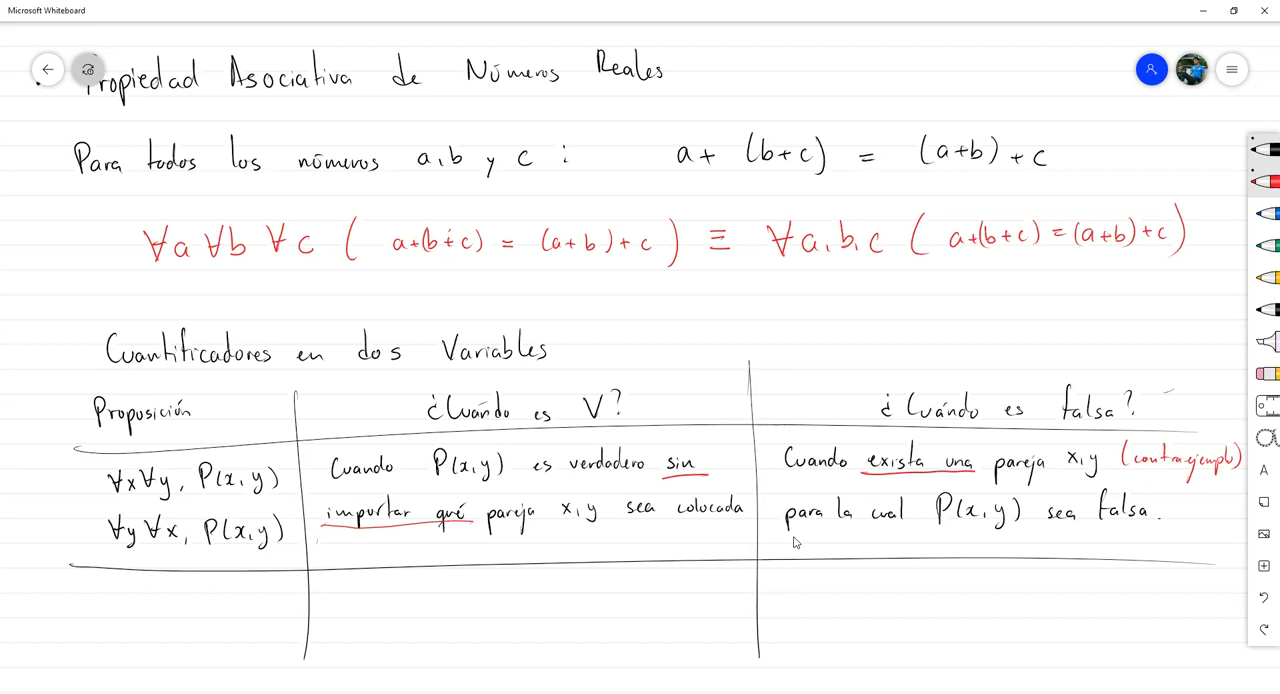 Microsoft Whiteboard
Propiedad Asociativa de Números Reales
Para todos los números a,b y c : a+ (b+c) = (a+b) + c
∀a ∀b ∀c ( a+(b+c) = (a+b)+c ) ≡ ∀a,b,c ( a+(b+c)=(a+b)+c )
Cuantificadores en dos Variables
Proposición ¿Cuándo es V? ¿Cuándo es falsa?
∀x∀y, P(x,y) Cuando P(x,y) es verdadero sin Cuando exista una pareja x,y (contraejemplo)
importar qué pareja x,y sea colocada para la cual P(x,y) sea falsa.
∀y ∀x, P(x,y)